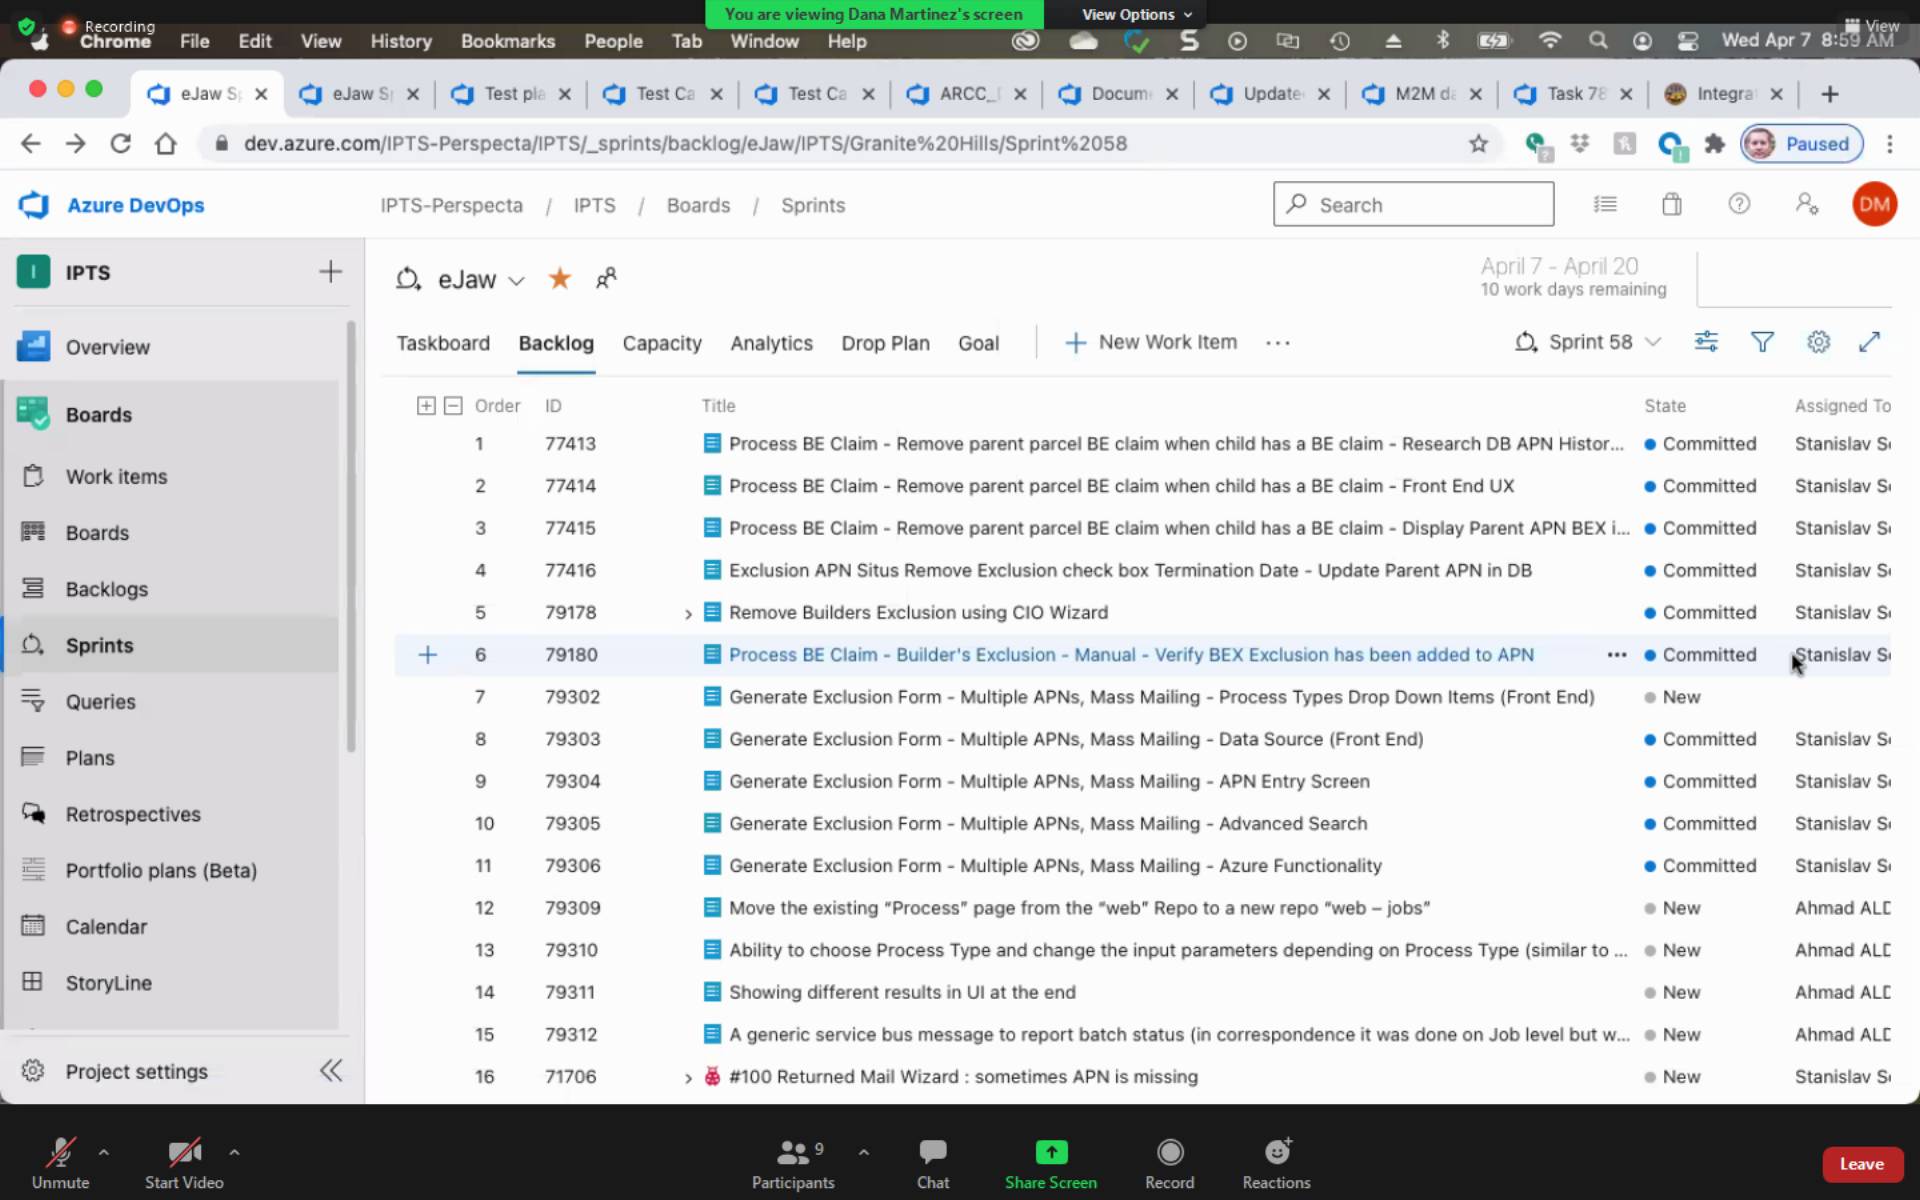 Recording
You are viewing Dana Martinez's screen
View Options
View
Chrome File Edit View History Bookmarks People Tab Window Help
Wed Apr 7 8:59 AM
eJaw S
eJaw S
Test pla
Test Ca
Test Ca
ARCC_
Docum
Update
M2M da
Task 78
Integra
dev.azure.com/IPTS-Perspecta/IPTS/_sprints/backlog/eJaw/IPTS/Granite%20Hills/Sprint%2058
Paused
Azure DevOps
IPTS-Perspecta / IPTS / Boards / Sprints
Search
DM
I IPTS
eJaw
April 7 - April 20
10 work days remaining
Overview
Boards
Work items
Boards
Backlogs
Sprints
Queries
Plans
Retrospectives
Portfolio plans (Beta)
Calendar
StoryLine
Project settings
Taskboard Backlog Capacity Analytics Drop Plan Goal New Work Item
Sprint 58
Order ID Title State Assigned To
1 77413 Process BE Claim - Remove parent parcel BE claim when child has a BE claim - Research DB APN Histor... Committed Stanislav S
2 77414 Process BE Claim - Remove parent parcel BE claim when child has a BE claim - Front End UX Committed Stanislav S
3 77415 Process BE Claim - Remove parent parcel BE claim when child has a BE claim - Display Parent APN BEX i... Committed Stanislav S
4 77416 Exclusion APN Situs Remove Exclusion check box Termination Date - Update Parent APN in DB Committed Stanislav S
5 79178 Remove Builders Exclusion using CIO Wizard Committed Stanislav S
6 79180 Process BE Claim - Builder's Exclusion - Manual - Verify BEX Exclusion has been added to APN ... Committed Stanislav S
7 79302 Generate Exclusion Form - Multiple APNs, Mass Mailing - Process Types Drop Down Items (Front End) New
8 79303 Generate Exclusion Form - Multiple APNs, Mass Mailing - Data Source (Front End) Committed Stanislav S
9 79304 Generate Exclusion Form - Multiple APNs, Mass Mailing - APN Entry Screen Committed Stanislav S
10 79305 Generate Exclusion Form - Multiple APNs, Mass Mailing - Advanced Search Committed Stanislav S
11 79306 Generate Exclusion Form - Multiple APNs, Mass Mailing - Azure Functionality Committed Stanislav S
12 79309 Move the existing “Process” page from the “web” Repo to a new repo “web – jobs” New Ahmad ALD
13 79310 Ability to choose Process Type and change the input parameters depending on Process Type (similar to ... New Ahmad ALD
14 79311 Showing different results in UI at the end New Ahmad ALD
15 79312 A generic service bus message to report batch status (in correspondence it was done on Job level but w... New Ahmad ALD
16 71706 #100 Returned Mail Wizard : sometimes APN is missing New Stanislav S
Unmute
Start Video
9
Participants
Chat
Share Screen
Record
Reactions
Leave